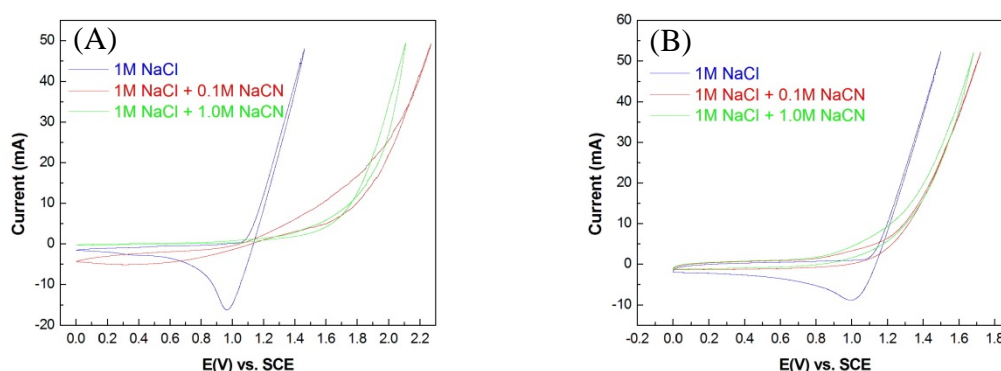 (A)
1M NaCl
1M NaCl + 0.1M NaCN
1M NaCl + 1.0M NaCN
Current (mA)
50
40
30
20
10
0
-10
-20
0.0 0.2 0.4 0.6 0.8 1.0 1.2 1.4 1.6 1.8 2.0 2.2
E(V) vs. SCE
(B)
1M NaCl
1M NaCl + 0.1M NaCN
1M NaCl + 1.0M NaCN
Current (mA)
60
50
40
30
20
10
0
-10
-0.2 0.0 0.2 0.4 0.6 0.8 1.0 1.2 1.4 1.6 1.8
E(V) vs. SCE